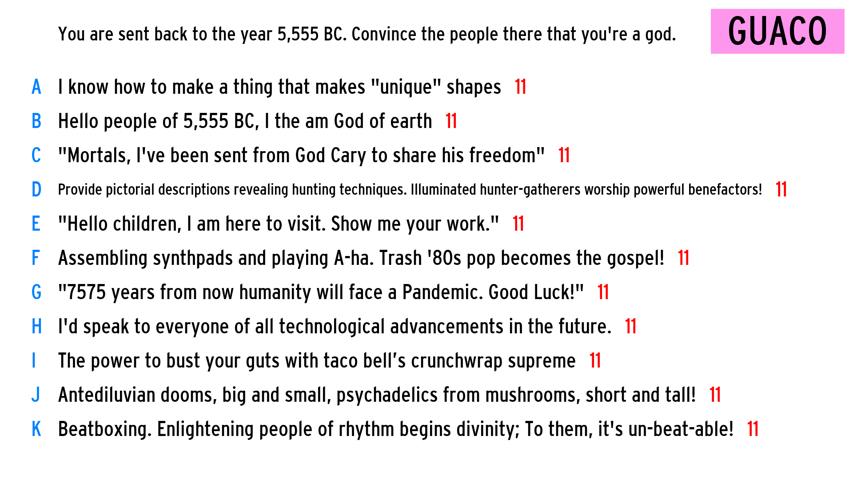 You are sent back to the year 5,555 BC. Convince the people there that you're a god.
GUACO
A I know how to make a thing that makes "unique" shapes 11
B Hello people of 5,555 BC, I the am God of earth 11
C "Mortals, I've been sent from God Cary to share his freedom" 11
D Provide pictorial descriptions revealing hunting techniques. Illuminated hunter-gatherers worship powerful benefactors! 11
E "Hello children, I am here to visit. Show me your work." 11
F Assembling synthpads and playing A-ha. Trash '80s pop becomes the gospel! 11
G "7575 years from now humanity will face a Pandemic. Good Luck!" 11
H I'd speak to everyone of all technological advancements in the future. 11
I The power to bust your guts with taco bell’s crunchwrap supreme 11
J Antediluvian dooms, big and small, psychadelics from mushrooms, short and tall! 11
K Beatboxing. Enlightening people of rhythm begins divinity; To them, it's un-beat-able! 11